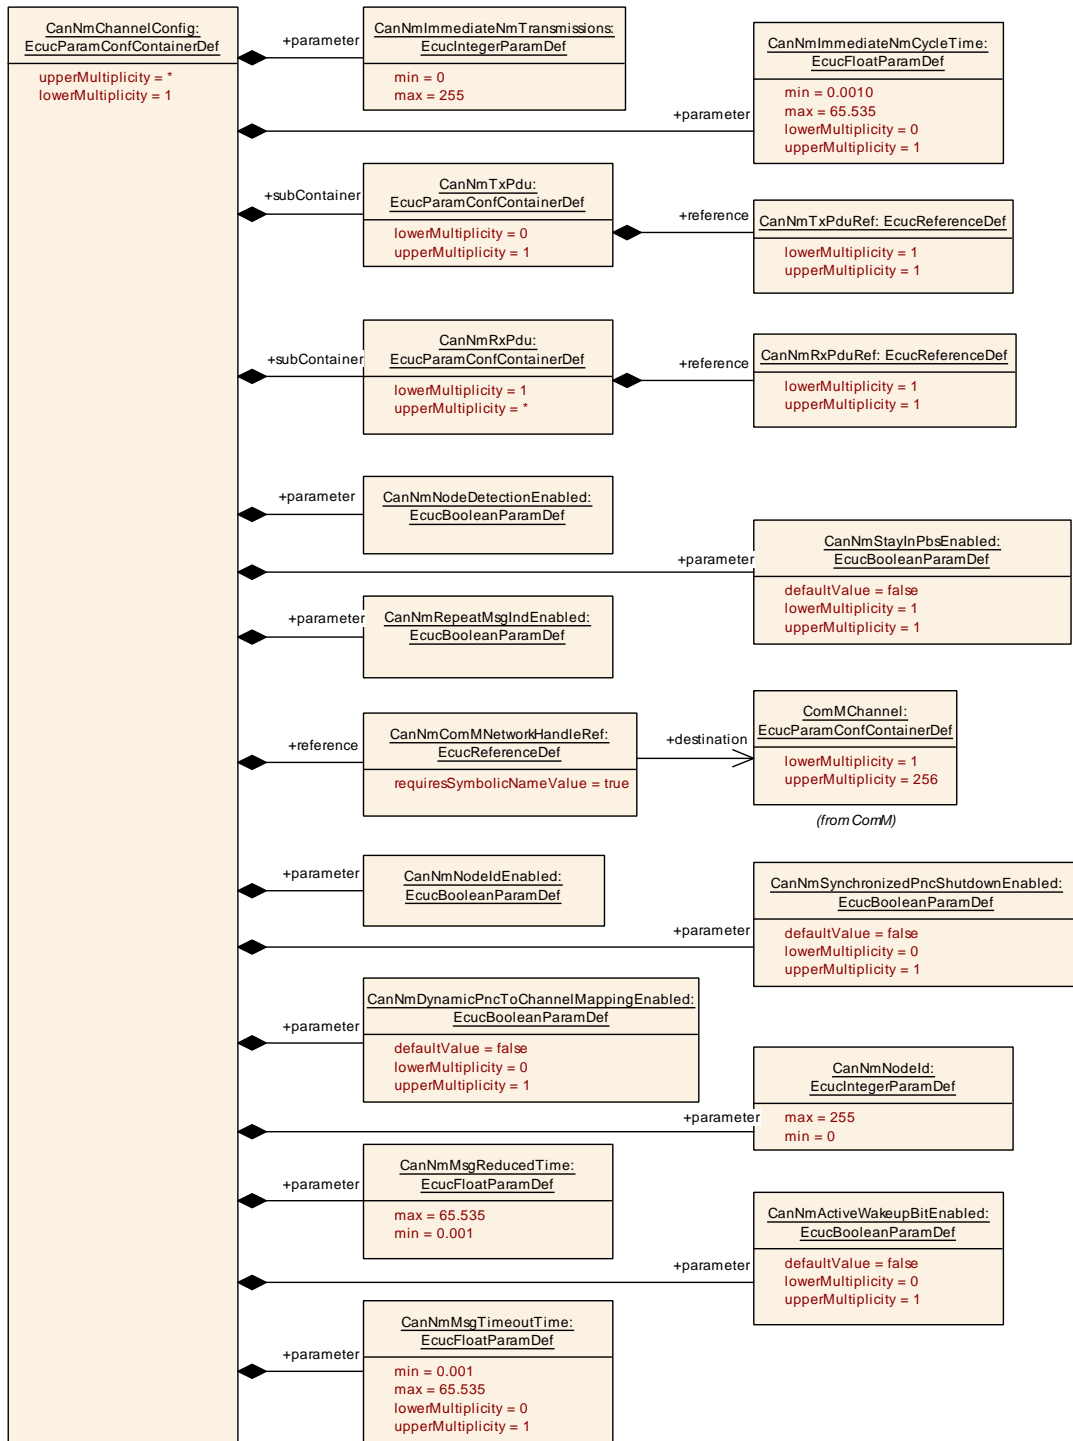 CanNmChannelConfig:
EcucParamConfContainerDef
upperMultiplicity = *
lowerMultiplicity = 1
+parameter
CanNmImmediateNmTransmissions:
EcucIntegerParamDef
min = 0
max = 255
+parameter
CanNmImmediateNmCycleTime:
EcucFloatParamDef
min = 0.0010
max = 65.535
lowerMultiplicity = 0
upperMultiplicity = 1
+subContainer
CanNmTxPdu:
EcucParamConfContainerDef
lowerMultiplicity = 0
upperMultiplicity = 1
+reference
CanNmTxPduRef: EcucReferenceDef
lowerMultiplicity = 1
upperMultiplicity = 1
+subContainer
CanNmRxPdu:
EcucParamConfContainerDef
lowerMultiplicity = 1
upperMultiplicity = *
+reference
CanNmRxPduRef: EcucReferenceDef
lowerMultiplicity = 1
upperMultiplicity = 1
+parameter
CanNmNodeDetectionEnabled:
EcucBooleanParamDef
+parameter
CanNmStayInPbsEnabled:
EcucBooleanParamDef
defaultValue = false
lowerMultiplicity = 1
upperMultiplicity = 1
+parameter
CanNmRepeatMsgIndEnabled:
EcucBooleanParamDef
+reference
CanNmComMNetworkHandleRef:
EcucReferenceDef
requiresSymbolicNameValue = true
+destination
ComMChannel:
EcucParamConfContainerDef
lowerMultiplicity = 1
upperMultiplicity = 256
(from ComM)
+parameter
CanNmNodeIdEnabled:
EcucBooleanParamDef
+parameter
CanNmSynchronizedPncShutdownEnabled:
EcucBooleanParamDef
defaultValue = false
lowerMultiplicity = 0
upperMultiplicity = 1
+parameter
CanNmDynamicPncToChannelMappingEnabled:
EcucBooleanParamDef
defaultValue = false
lowerMultiplicity = 0
upperMultiplicity = 1
+parameter
CanNmNodeId:
EcucIntegerParamDef
max = 255
min = 0
+parameter
CanNmMsgReducedTime:
EcucFloatParamDef
max = 65.535
min = 0.001
+parameter
CanNmActiveWakeupBitEnabled:
EcucBooleanParamDef
defaultValue = false
lowerMultiplicity = 0
upperMultiplicity = 1
+parameter
CanNmMsgTimeoutTime:
EcucFloatParamDef
min = 0.001
max = 65.535
lowerMultiplicity = 0
upperMultiplicity = 1